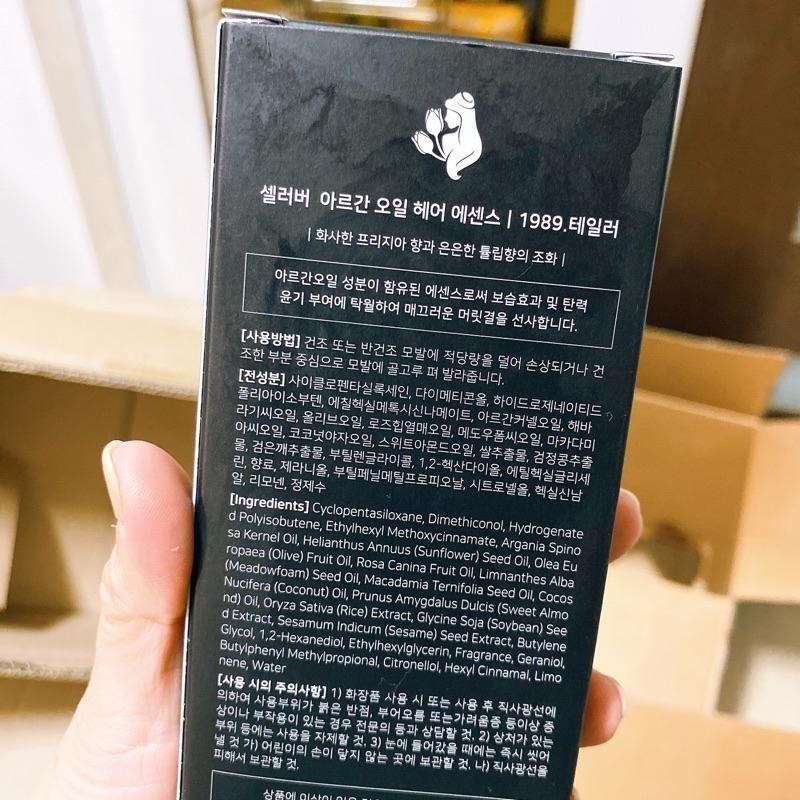 셀러버 아르간 오일 헤어 에센스 | 1989.테일러
| 화사한 프리지아 향과 은은한 튤립향의 조화 |
아르간오일 성분이 함유된 에센스로써 보습효과 및 탄력
윤기 부여에 탁월하여 매끄러운 머릿결을 선사합니다.
[사용방법] 건조 또는 반건조 모발에 적당량을 덜어 손상되거나 건
조한 부분 중심으로 모발에 골고루 펴 발라줍니다.
[전성분] 사이클로펜타실록세인, 다이메티콘올, 하이드로제네이티드
폴리아이소부텐, 에칠헥실메톡시신나메이트, 아르간커넬오일, 해바
라기씨오일, 올리브오일, 로즈힙열매오일, 메도우폼씨오일, 마카다미
아씨오일, 코코넛야자오일, 스위트아몬드오일, 쌀추출물, 검정콩추출
물, 검은깨추출물, 부틸렌글라이콜, 1,2-헥산다이올, 에틸헥실글리세
린, 향료, 제라니올, 부틸페닐메틸프로피오날, 시트로넬올, 헥실신남
알, 리모넨, 정제수
[Ingredients] Cyclopentasiloxane, Dimethiconol, Hydrogenate
d Polyisobutene, Ethylhexyl Methoxycinnamate, Argania Spino
sa Kernel Oil, Helianthus Annuus (Sunflower) Seed Oil, Olea Eu
ropaea (Olive) Fruit Oil, Rosa Canina Fruit Oil, Limnanthes Alba
(Meadowfoam) Seed Oil, Macadamia Ternifolia Seed Oil, Cocos
Nucifera (Coconut) Oil, Prunus Amygdalus Dulcis (Sweet Almo
nd) Oil, Oryza Sativa (Rice) Extract, Glycine Soja (Soybean) See
d Extract, Sesamum Indicum (Sesame) Seed Extract, Butylene
Glycol, 1,2-Hexanediol, Ethylhexylglycerin, Fragrance, Geraniol,
Butylphenyl Methylpropional, Citronellol, Hexyl Cinnamal, Limo
nene, Water
[사용 시의 주의사항] 1) 화장품 사용 시 또는 사용 후 직사광선에
의하여 사용부위가 붉은 반점, 부어오름 또는가려움증 등이상 증
상이나 부작용이 있는 경우 전문의 등과 상담할 것. 2) 상처가 있는
부위 등에는 사용을 자제할 것. 3) 눈에 들어갔을 때에는 즉시 씻어
낼 것 가) 어린이의 손이 닿지 않는 곳에 보관할 것. 나) 직사광선을
피해서 보관할 것.